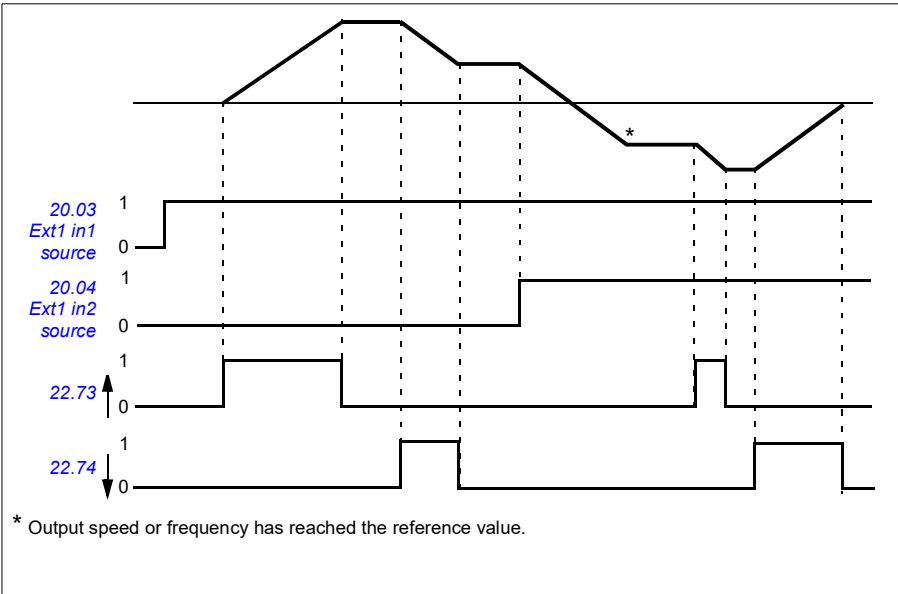 *
20.03
Ext1 in1
source
1
0
20.04
Ext1 in2
source
1
0
22.73
1
0
22.74
1
0
* Output speed or frequency has reached the reference value.